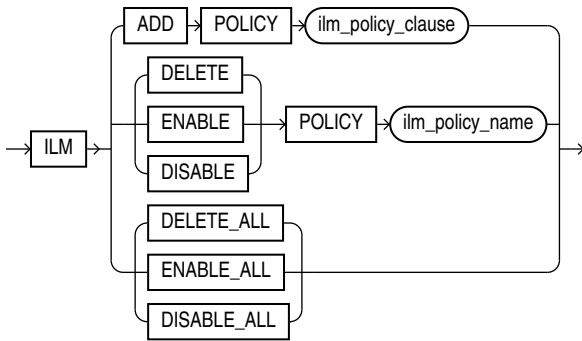 ADD POLICY ilm_policy_clause
DELETE
ENABLE POLICY ilm_policy_name
ILM
DISABLE
DELETE_ALL
ENABLE_ALL
DISABLE_ALL